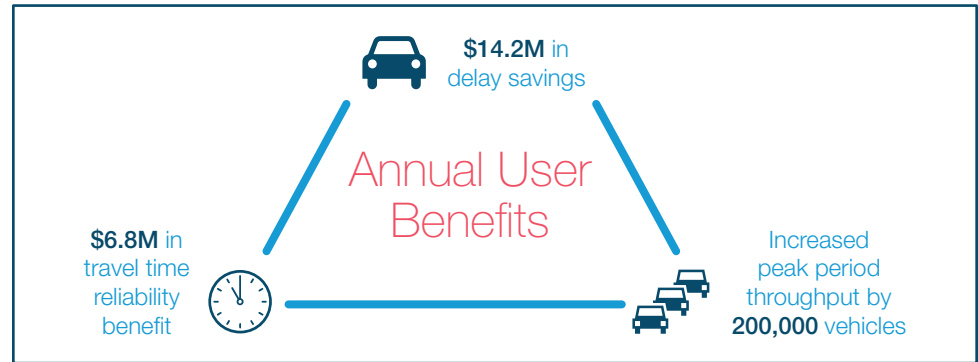 $14.2M in
delay savings
Annual User
Benefits
$6.8M in
travel time
reliability
benefit
Increased
peak period
throughput by
200,000 vehicles